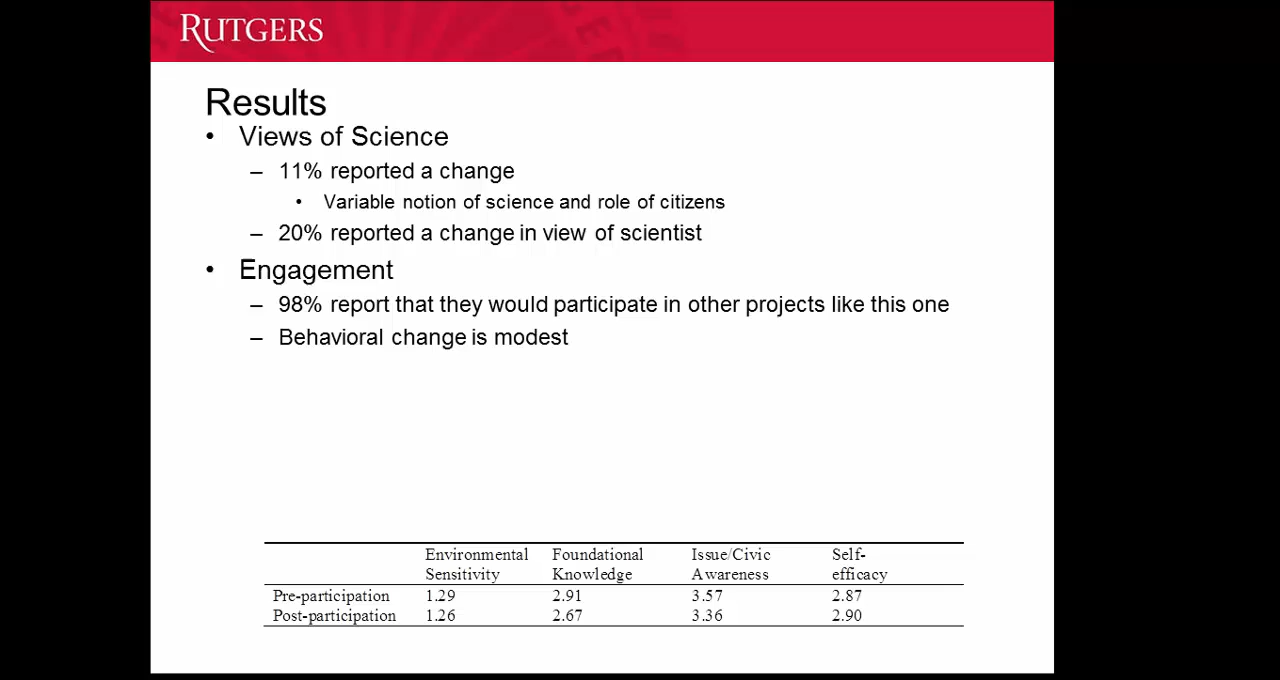 RUTGERS
Results
• Views of Science
– 11% reported a change
• Variable notion of science and role of citizens
– 20% reported a change in view of scientist
• Engagement
– 98% report that they would participate in other projects like this one
– Behavioral change is modest
Environmental Foundational Issue/Civic Self-
Sensitivity Knowledge Awareness efficacy
Pre-participation 1.29 2.91 3.57 2.87
Post-participation 1.26 2.67 3.36 2.90